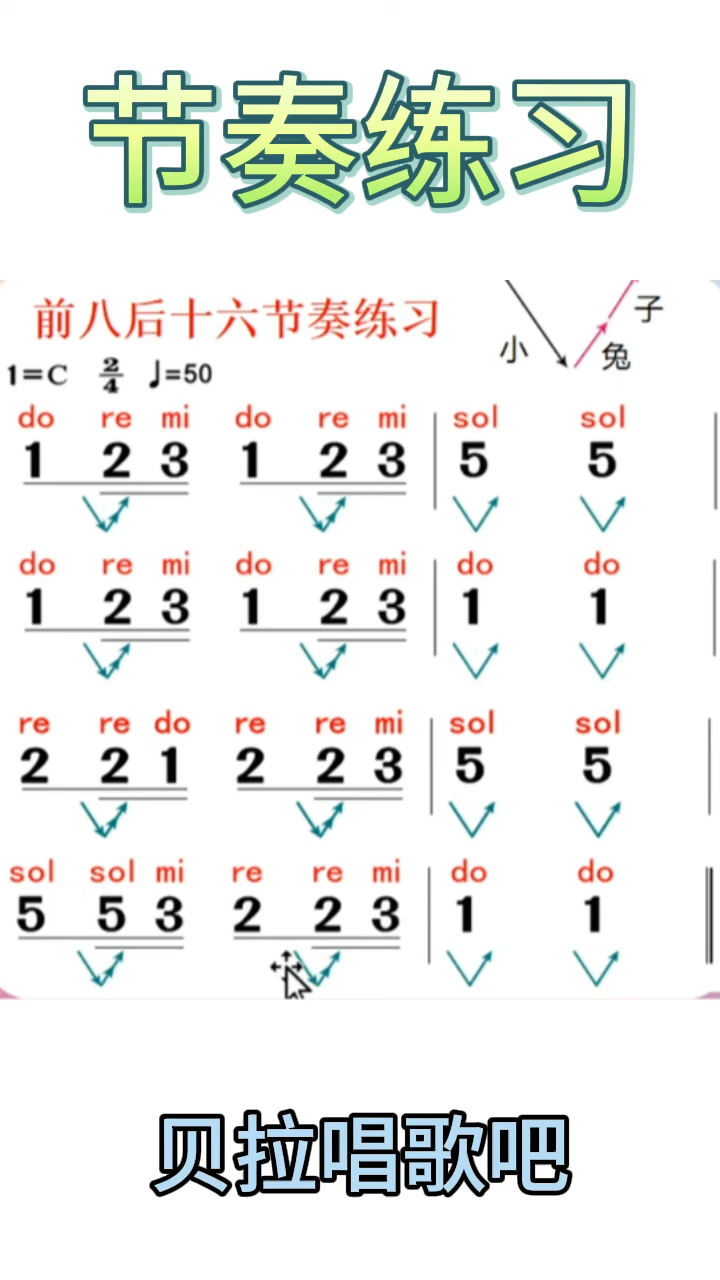 节奏练习
前八后十六节奏练习
小 兔 子
1=C 2/4 ♩=50
do re mi do re mi sol sol
1 2 3 1 2 3 | 5 5 |
do re mi do re mi do do
1 2 3 1 2 3 | 1 1 |
re re do re re mi sol sol
2 2 1 2 2 3 | 5 5 |
sol sol mi re re mi do do
5 5 3 2 2 3 | 1 1 ‖
贝拉唱歌吧